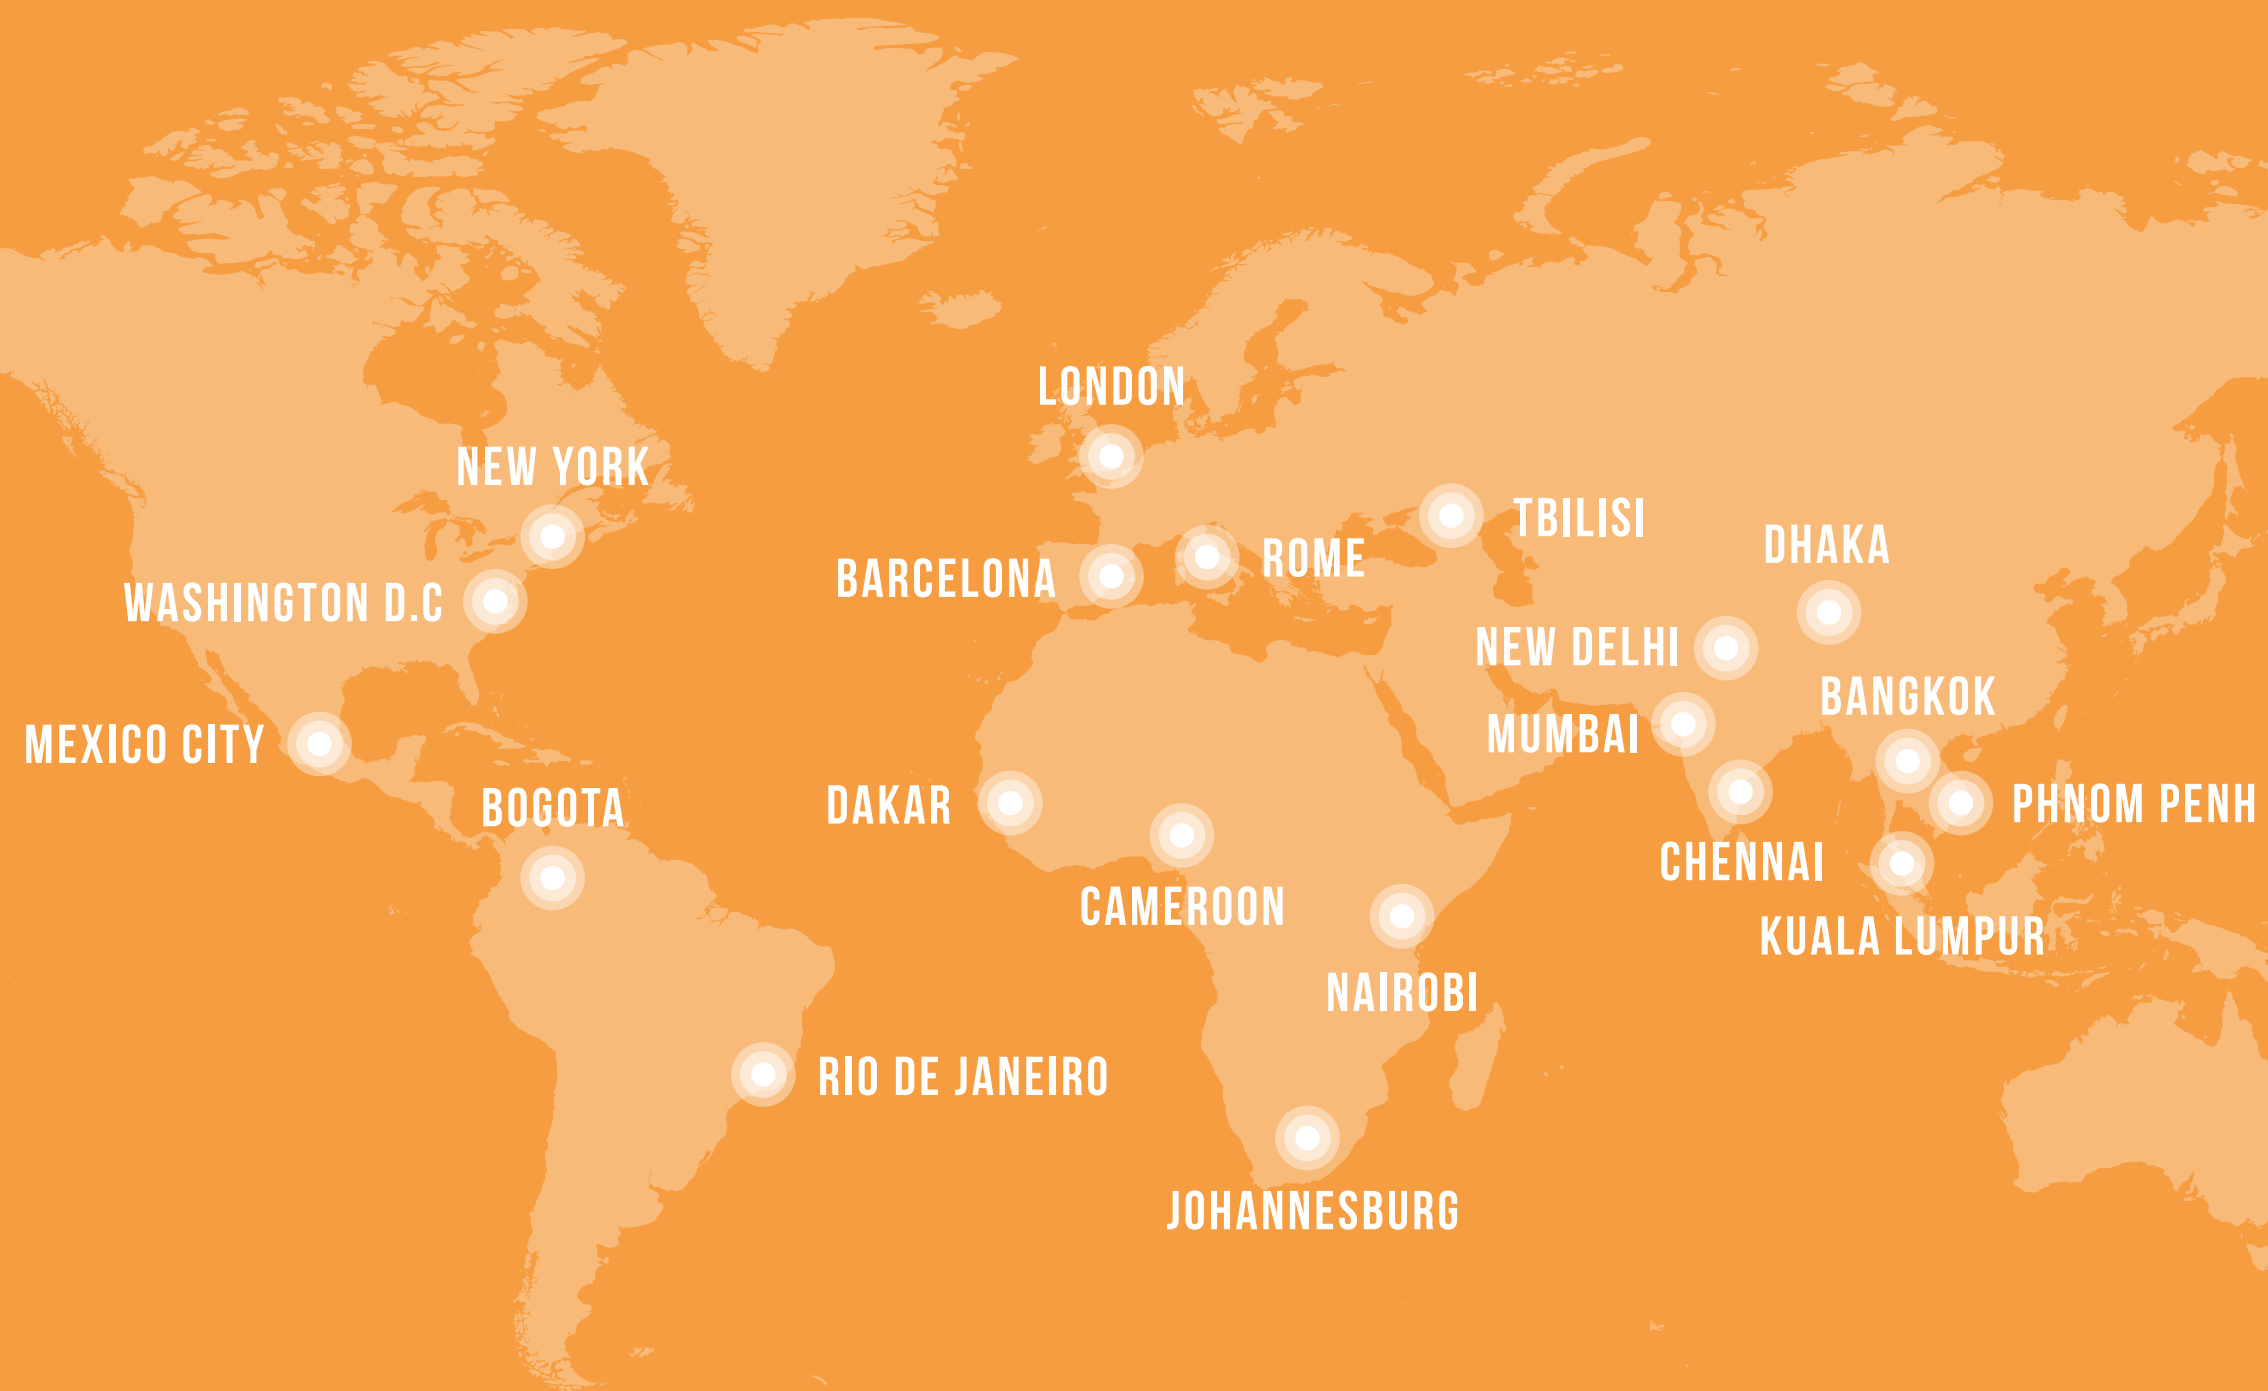 LONDON
NEW YORK
TBILISI
DHAKA
ROME
BARCELONA
WASHINGTON D.C
NEW DELHI
BANGKOK
MUMBAI
MEXICO CITY
BOGOTA
DAKAR
PHNOM PENH
CHENNAI
CAMEROON
KUALA LUMPUR
NAIROBI
RIO DE JANEIRO
JOHANNESBURG